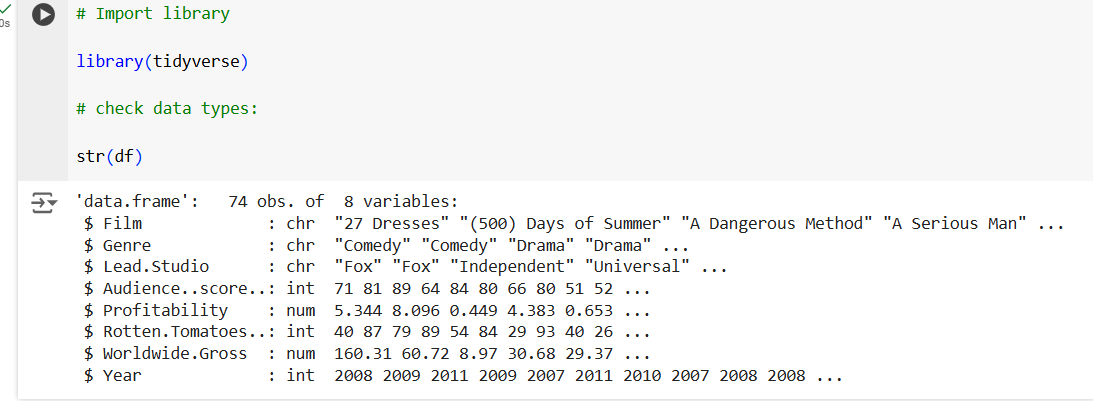 # Import library
0s
library(tidyverse)
# check data types:
str(df)
'data.frame':   74 obs. of  8 variables:
 $ Film             : chr  "27 Dresses" "(500) Days of Summer" "A Dangerous Method" "A Serious Man" ...
 $ Genre            : chr  "Comedy" "Comedy" "Drama" "Drama" ...
 $ Lead.Studio      : chr  "Fox" "Fox" "Independent" "Universal" ...
 $ Audience..score..: int  71 81 89 64 84 80 66 80 51 52 ...
 $ Profitability    : num  5.344 8.096 0.449 4.383 0.653 ...
 $ Rotten.Tomatoes..: int  40 87 79 89 54 84 29 93 40 26 ...
 $ Worldwide.Gross  : num  160.31 60.72 8.97 30.68 29.37 ...
 $ Year             : int  2008 2009 2011 2009 2007 2011 2010 2007 2008 2008 ...